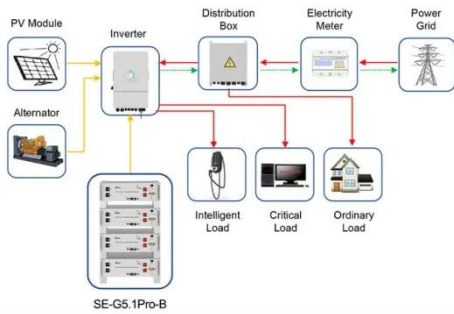 PV Module
Inverter
Distribution
Box
Electricity
Meter
Power
Grid
Alternator
Intelligent
Load
Critical
Load
Ordinary
Load
SE-G5.1Pro-B